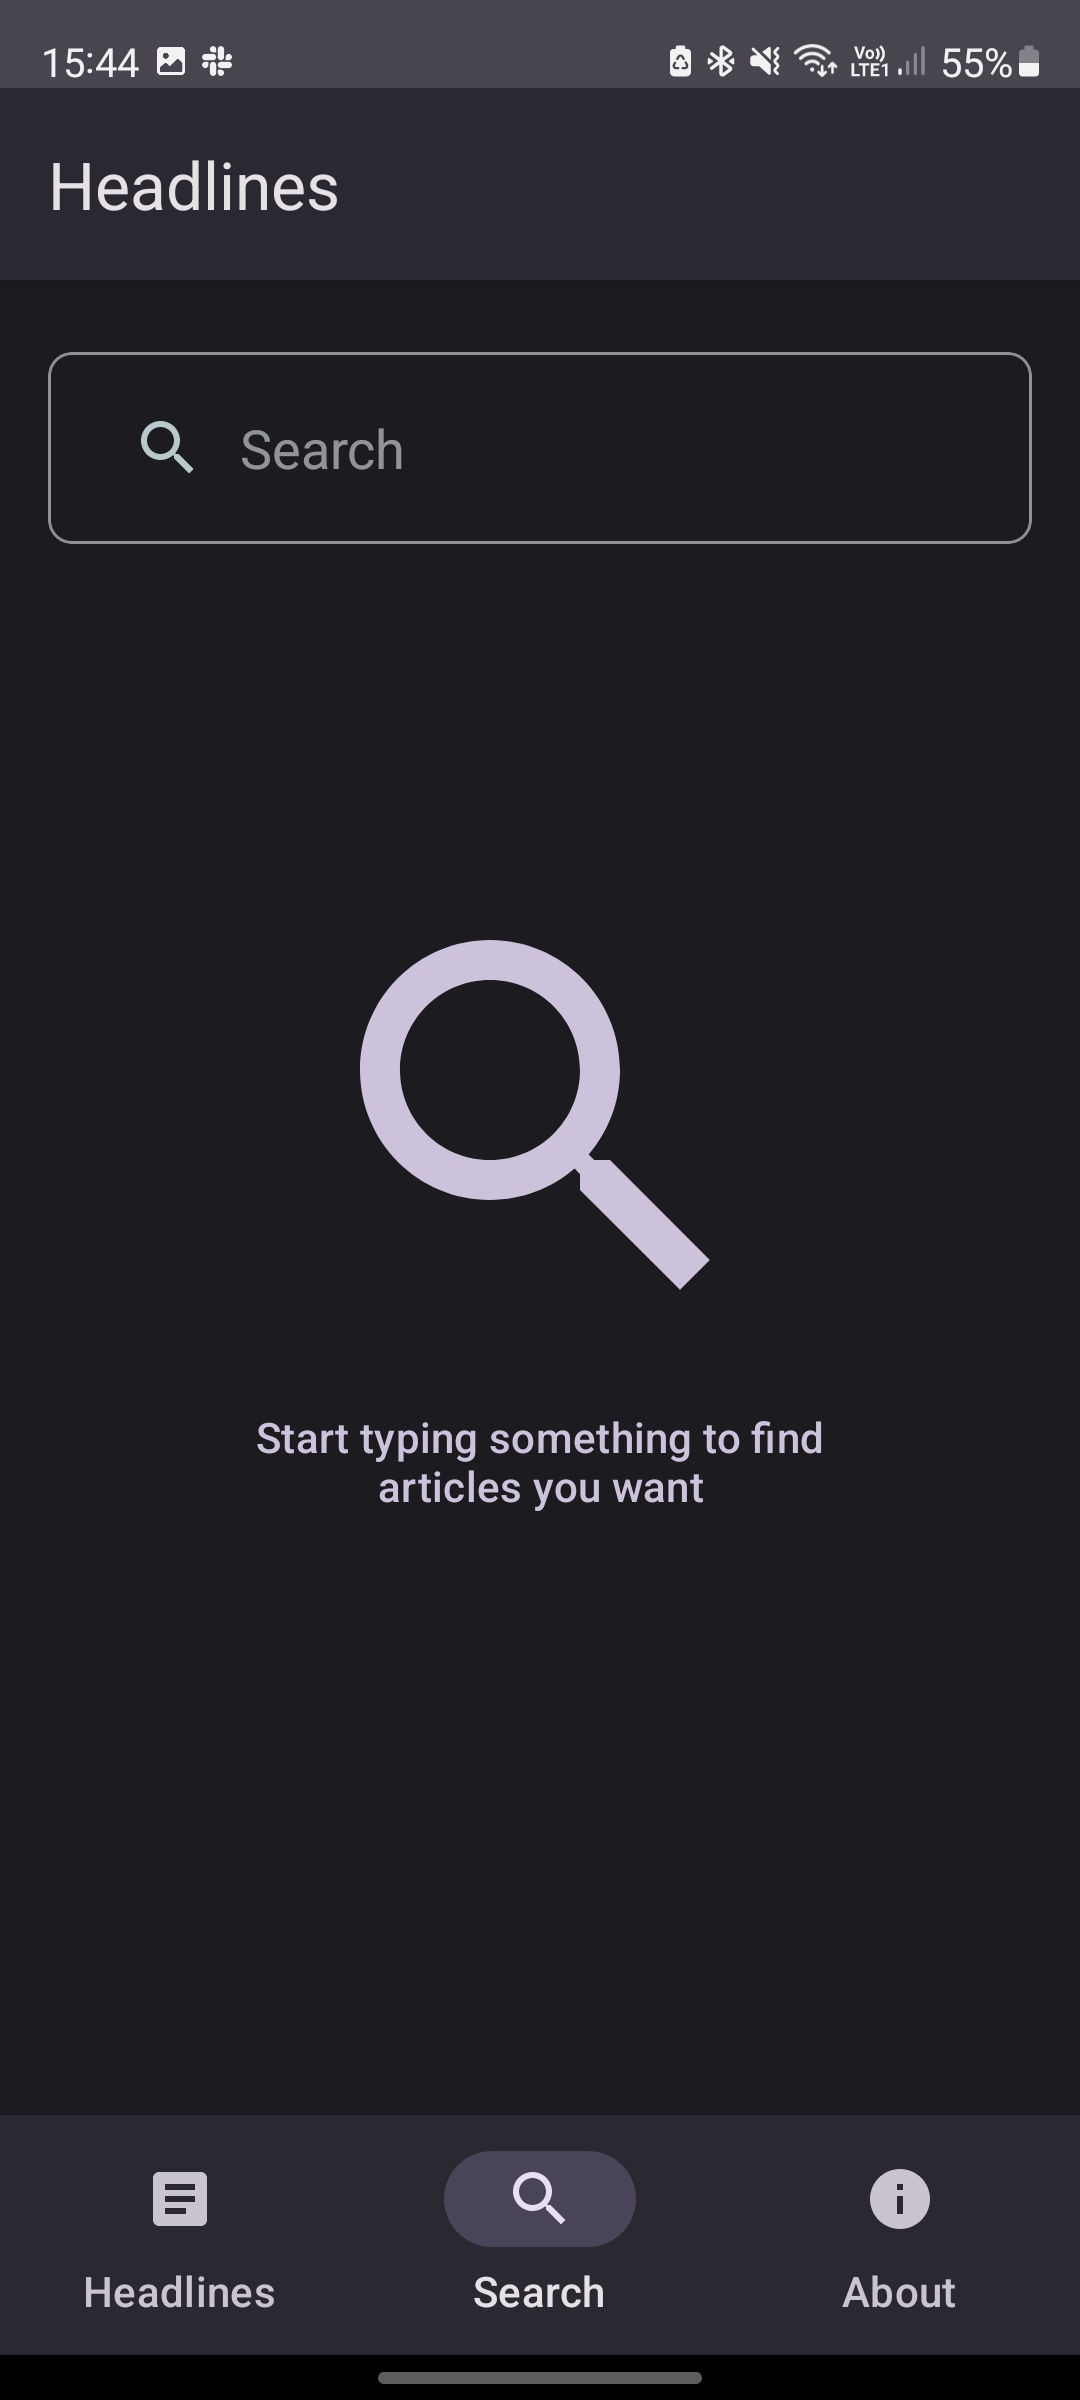 15:44
Vo)) LTE1 55%
Headlines
Search
Start typing something to find
articles you want
Headlines Search About